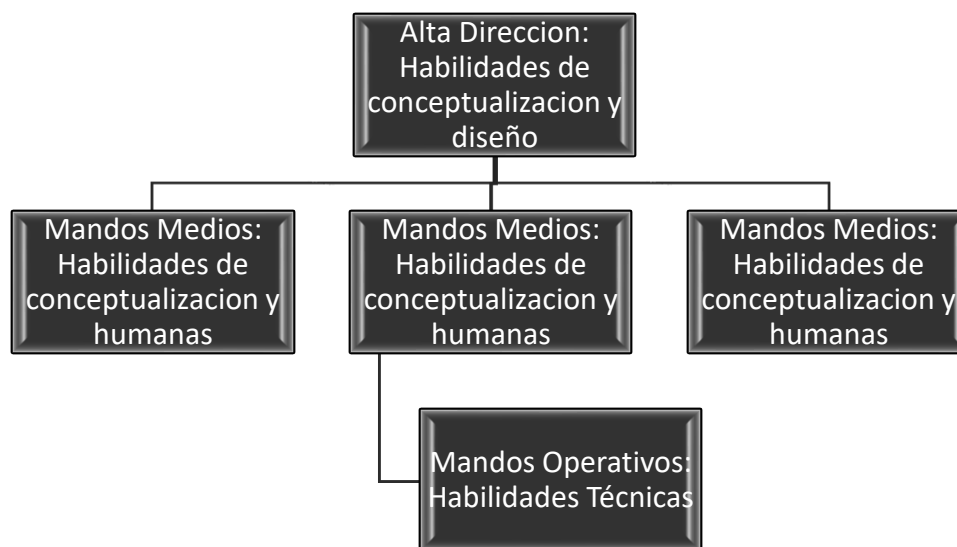 Alta Direccion:
Habilidades de
conceptualizacion y
diseño
Mandos Medios:
Habilidades de
conceptualizacion y
humanas
Mandos Medios:
Habilidades de
conceptualizacion y
humanas
Mandos Medios:
Habilidades de
conceptualizacion y
humanas
Mandos Operativos:
Habilidades Técnicas